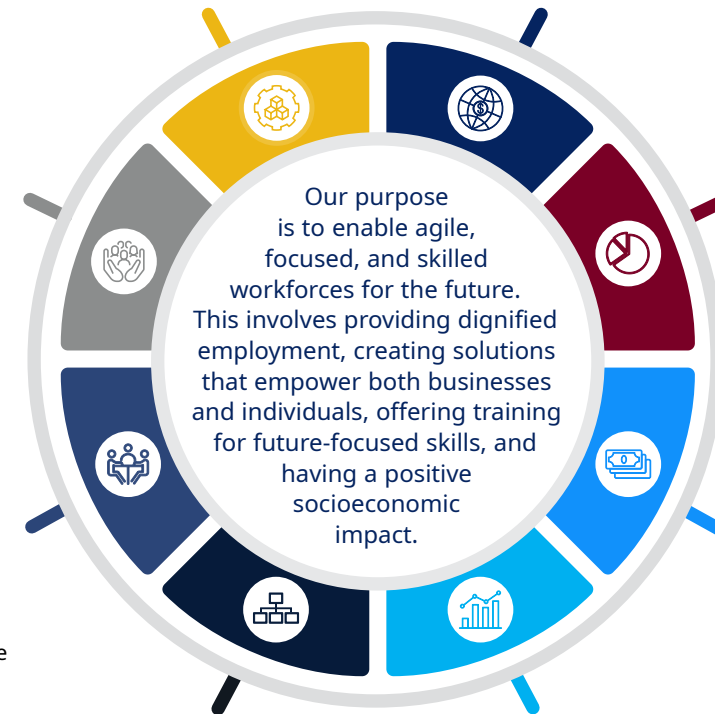 Our purpose
is to enable agile,
focused, and skilled
workforces for the future.
This involves providing dignified
employment, creating solutions
that empower both businesses
and individuals, offering training
for future-focused skills, and
having a positive
socioeconomic
impact.
e